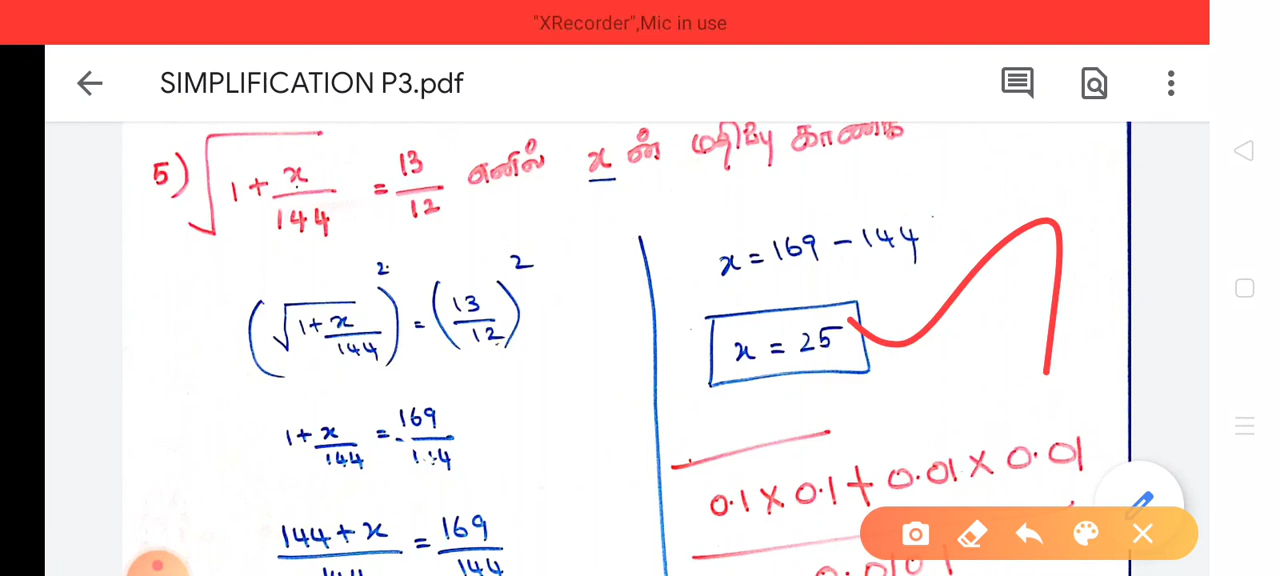 "XRecorder",Mic in use
SIMPLIFICATION P3.pdf
5) √(1 + x/144) = 13/12 எனில் x ன் மதிப்பு காண்க
(√(1 + x/144))² = (13/12)²
1 + x/144 = 169/144
144 + x/144 = 169/144
x = 169 - 144
x = 25
0.1 × 0.1 + 0.01 × 0.01